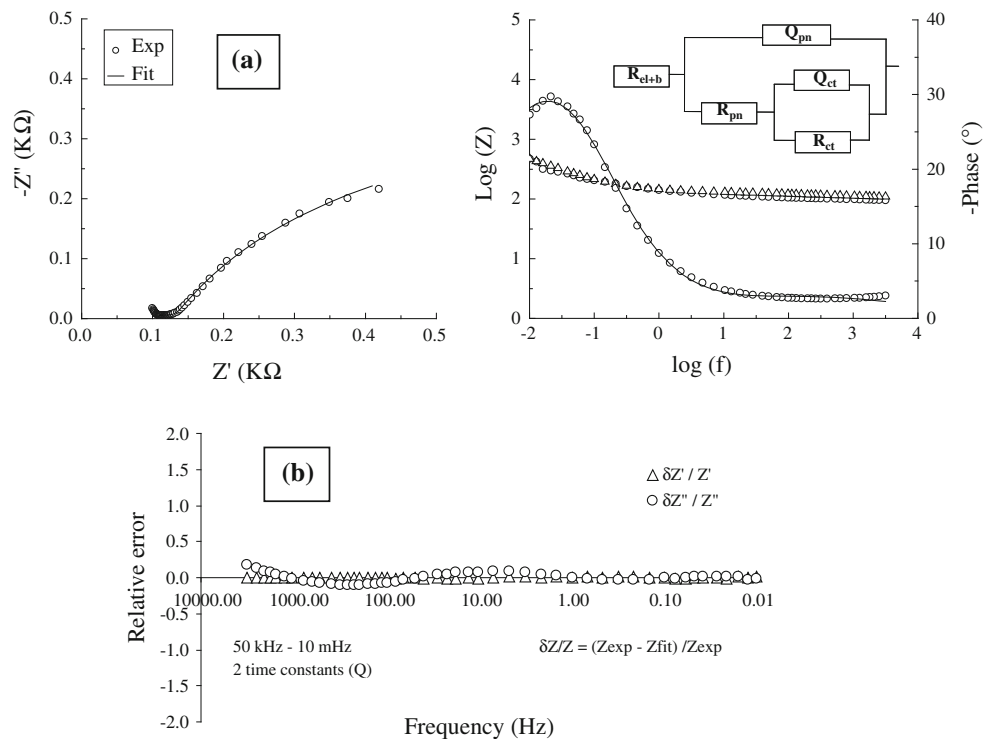 (a)
Exp
Fit
-Z" (KΩ)
0.5
0.4
0.3
0.2
0.1
0.0
0.0 0.1 0.2 0.3 0.4 0.5
Z' (KΩ
Log (Z)
5
4
3
2
1
0
-2 -1 0 1 2 3 4
log (f)
-Phase (°)
40
30
20
10
0
Rel+b
Qpn
Rpn
Qct
Rct
(b)
Relative error
2.0
1.5
1.0
0.5
0.0
-0.5
-1.0
-1.5
-2.0
δZ' / Z'
δZ" / Z"
10000.00 1000.00 100.00 10.00 1.00 0.10 0.01
50 kHz - 10 mHz
2 time constants (Q)
δZ/Z = (Zexp - Zfit) /Zexp
Frequency (Hz)